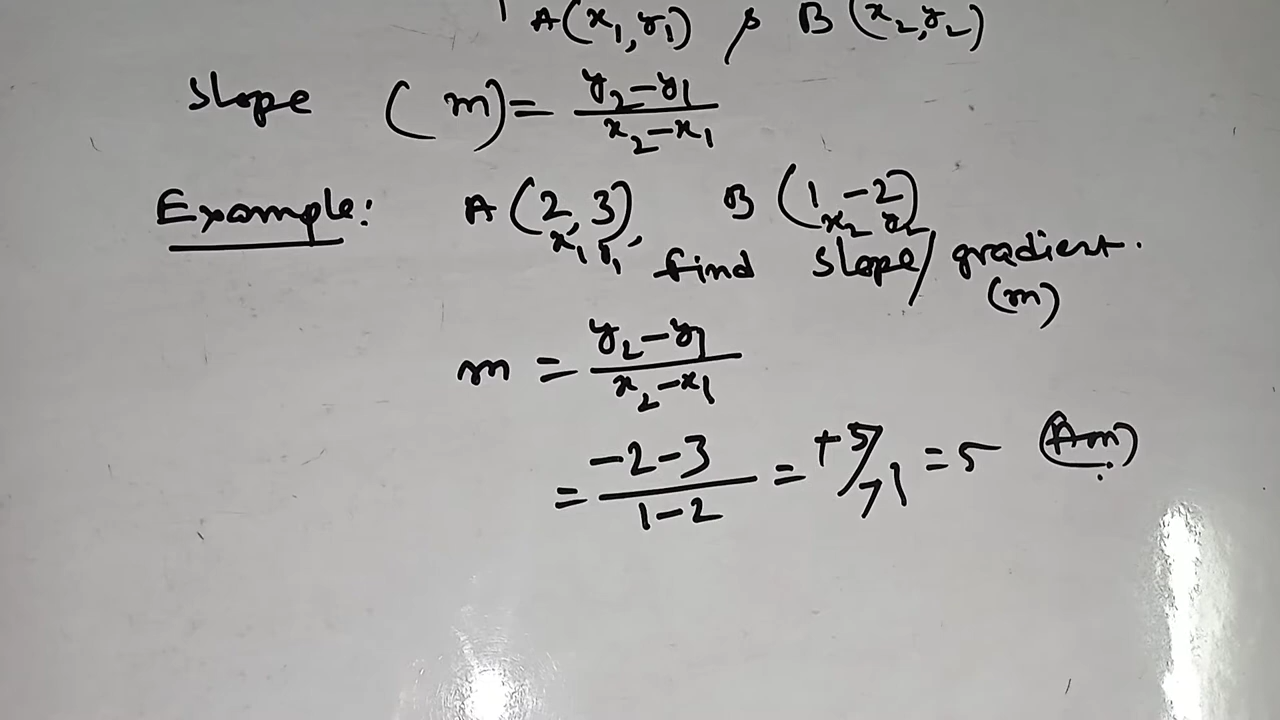 A(x₁,y₁) & B(x₂,y₂)
Slope (m)= y₂-y₁/x₂-x₁
Example: A(2,3), B(1 -2)
x₁ y₁ x₂ y₂
find slope/gradient.
(m)
m = y₂-y₁/x₂-x₁
= -2-3/1-2 = +5/+1 = 5 (Ans)